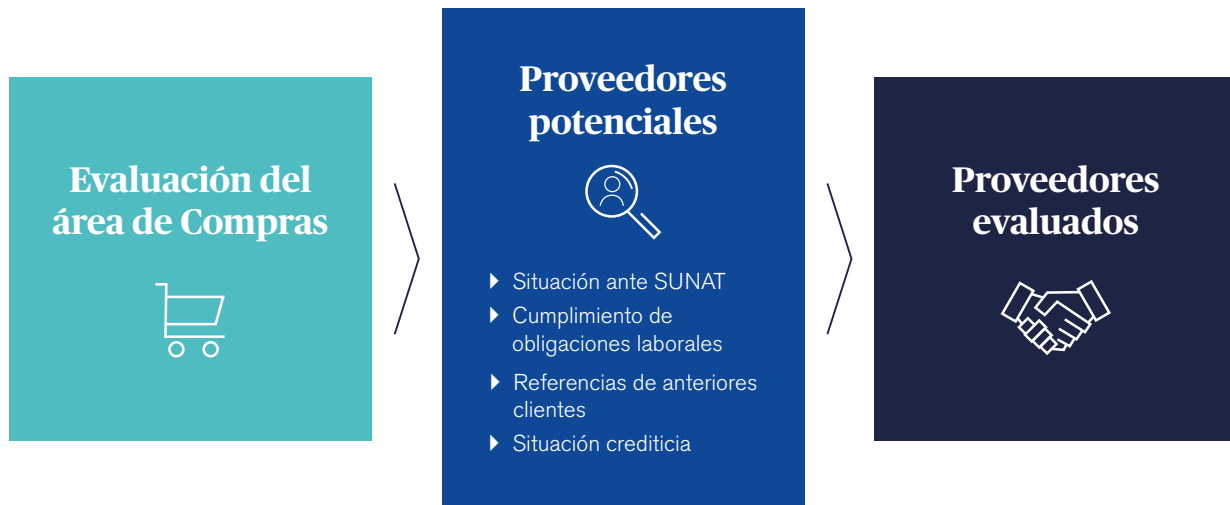 Evaluación del
área de Compras
Proveedores
potenciales
Situación ante SUNAT
Cumplimiento de
obligaciones laborales
Referencias de anteriores
clientes
Situación crediticia
Proveedores
evaluados